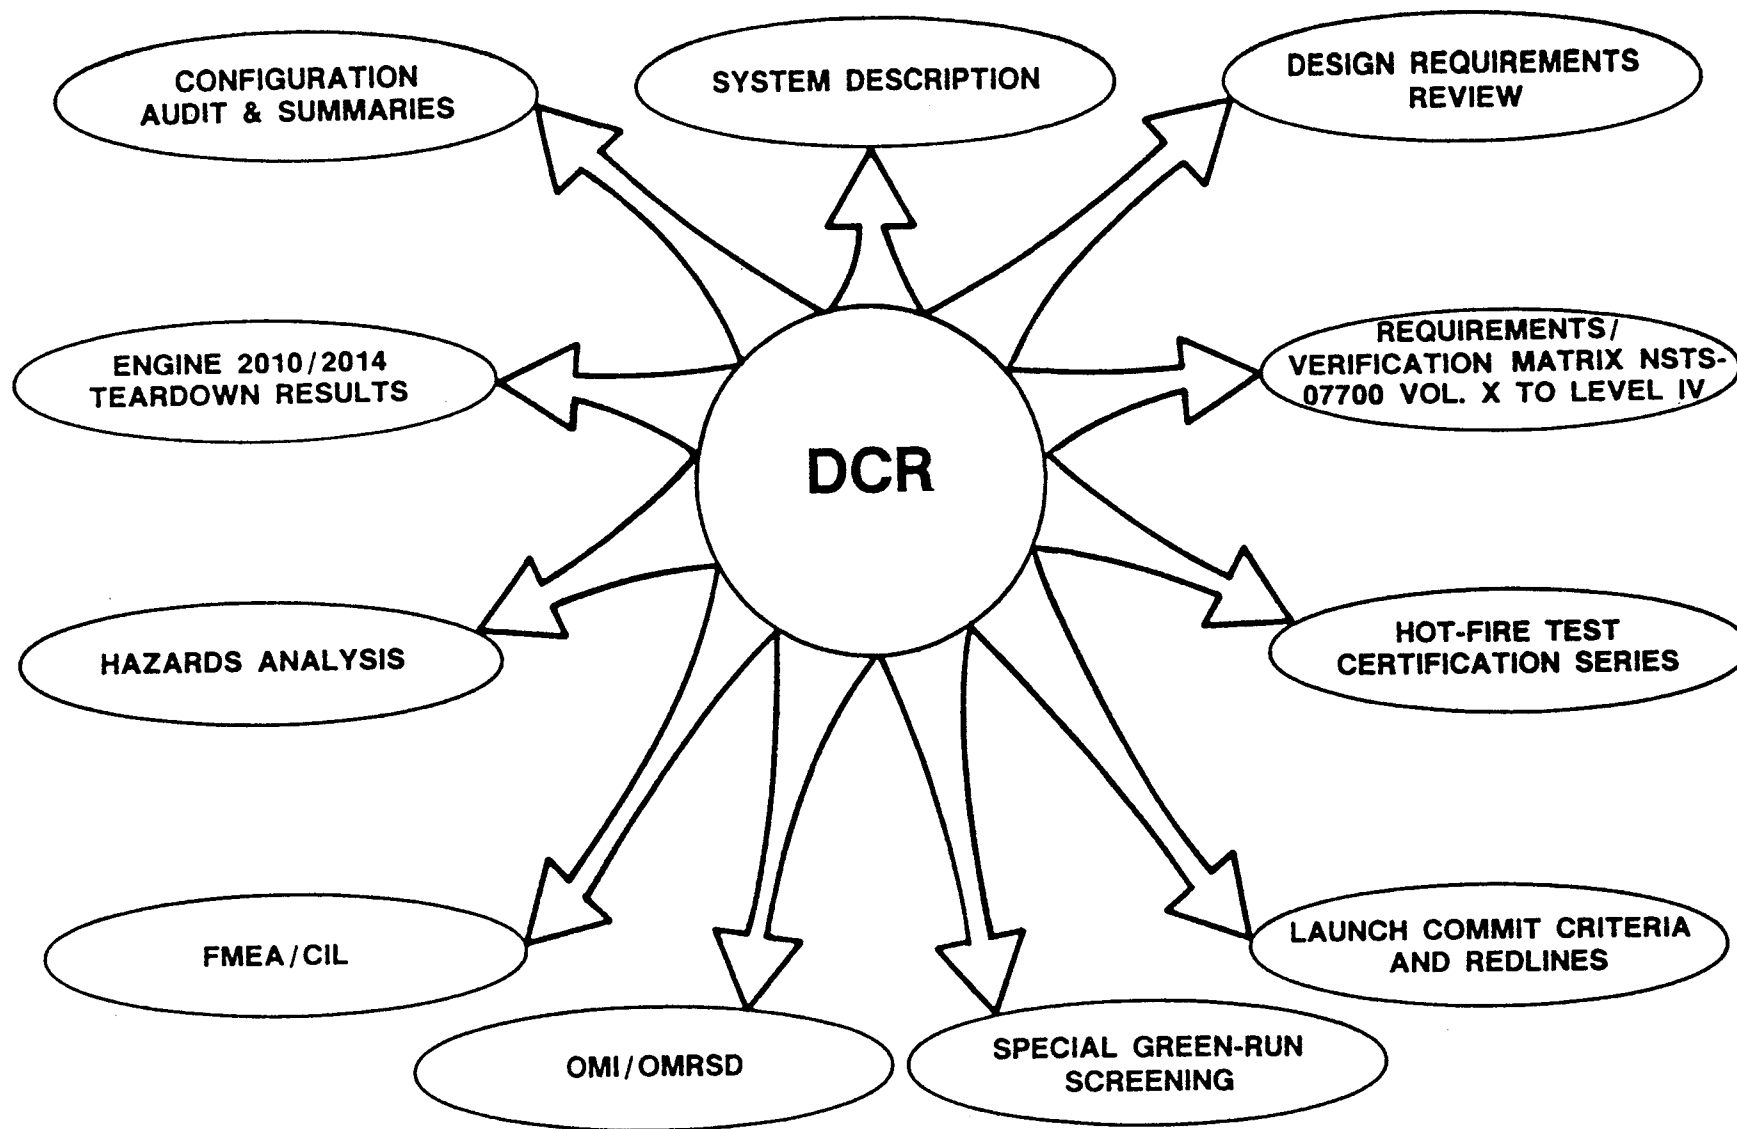 CONFIGURATION
AUDIT & SUMMARIES
SYSTEM DESCRIPTION
DESIGN REQUIREMENTS
REVIEW
ENGINE 2010/2014
TEARDOWN RESULTS
REQUIREMENTS/
VERIFICATION MATRIX NSTS-
07700 VOL. X TO LEVEL IV
DCR
HAZARDS ANALYSIS
HOT-FIRE TEST
CERTIFICATION SERIES
FMEA/CIL
LAUNCH COMMIT CRITERIA
AND REDLINES
OMI/OMRSD
SPECIAL GREEN-RUN
SCREENING